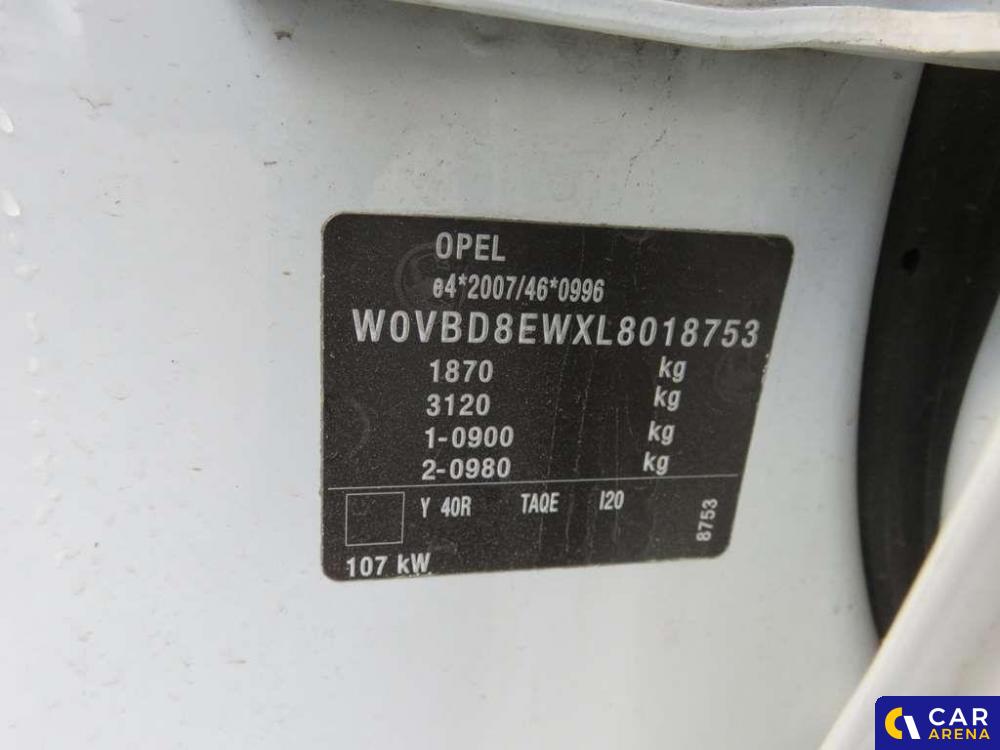 OPEL
e4*2007/46*0996
W0VBD8EWXL8018753
1870 kg
3120 kg
1-0900 kg
2-0980 kg
Y 40R TAQE I20
8753
107 kW
CAR
ARENA